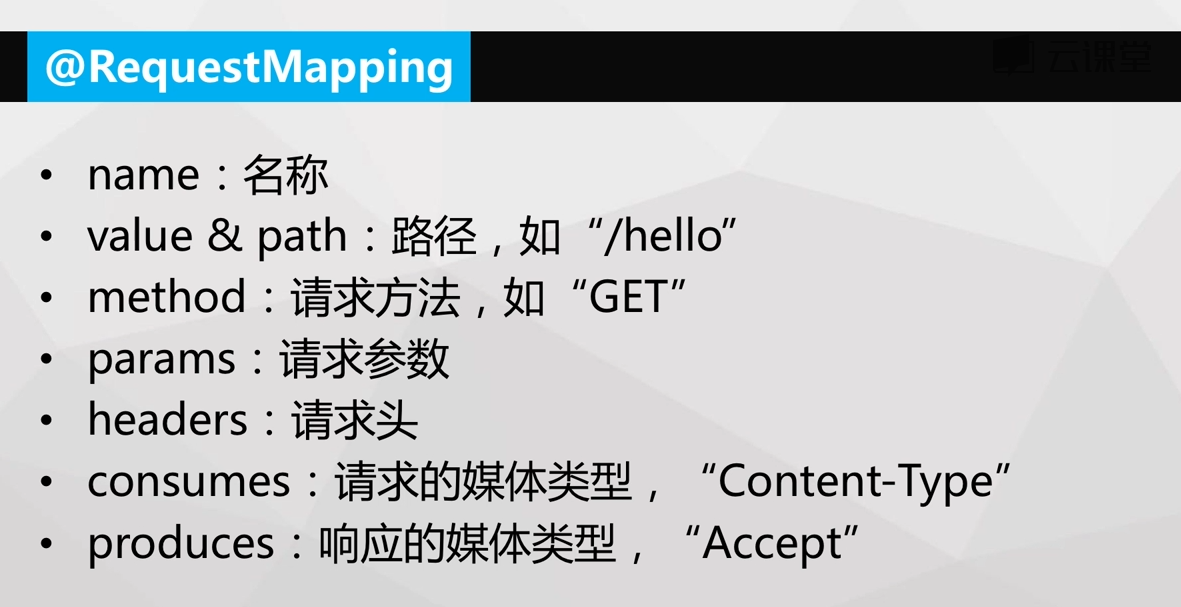 @RequestMapping
云课堂
• name：名称
• value & path：路径，如“/hello”
• method：请求方法，如“GET”
• params：请求参数
• headers：请求头
• consumes：请求的媒体类型，“Content-Type”
• produces：响应的媒体类型，“Accept”